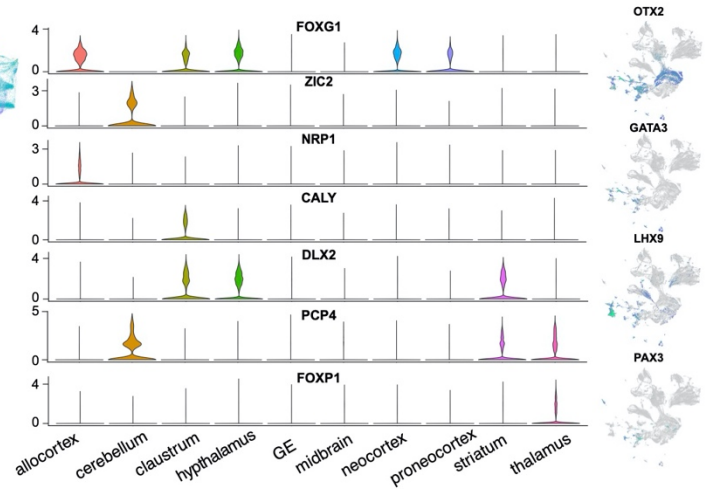 FOXG1
4
0
ZIC2
3
0
NRP1
3
0
CALY
4
0
DLX2
4
0
PCP4
5
0
FOXP1
4
0
allocortex
cerebellum
claustrum
hypthalamus
GE
midbrain
neocortex
proneocortex
striatum
thalamus
OTX2
GATA3
LHX9
PAX3